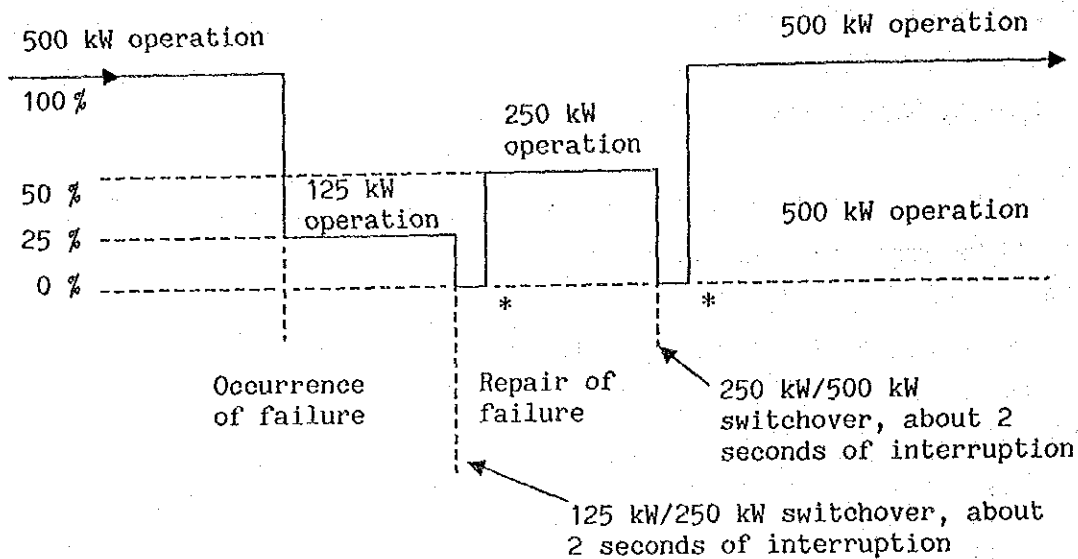 500 kW operation
500 kW operation
100 %
250 kW
operation
50 %
125 kW
operation
500 kW operation
25 %
0 %
*
*
Occurrence
of failure
Repair of
failure
250 kW/500 kW
switchover, about 2
seconds of interruption
125 kW/250 kW switchover, about
2 seconds of interruption